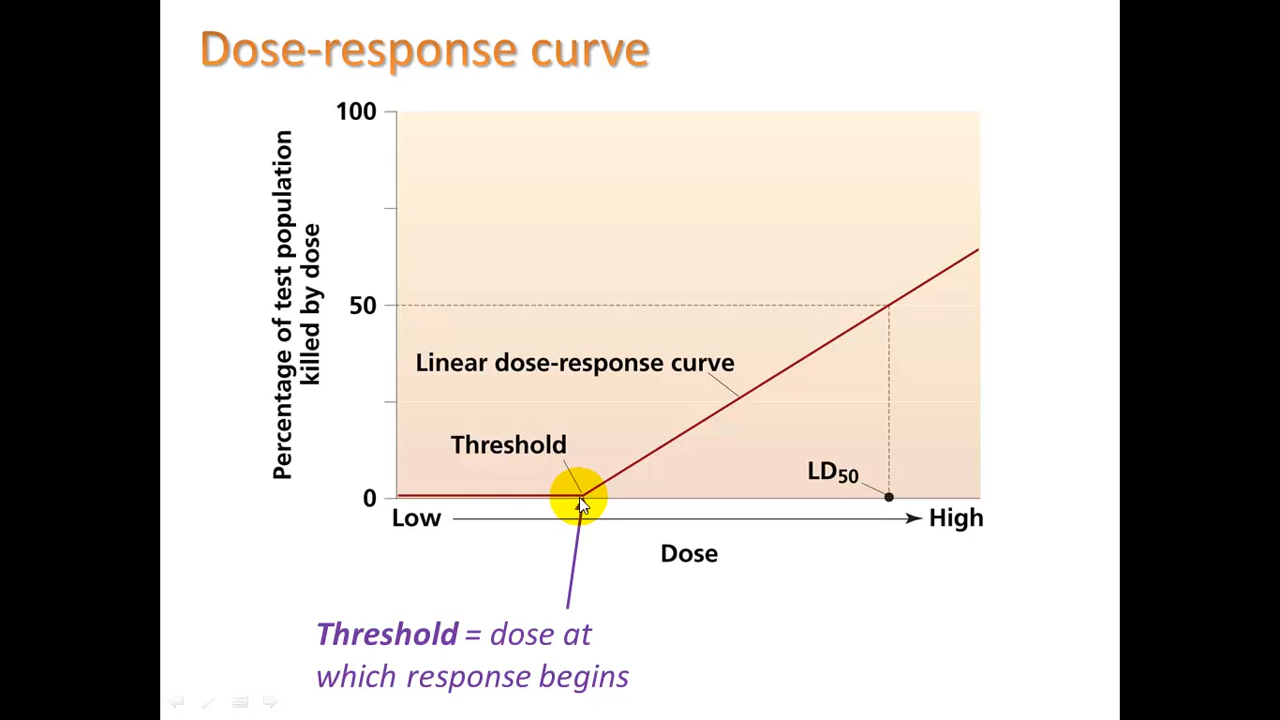 Dose-response curve
100
Percentage of test population
killed by dose
50
Linear dose-response curve
Threshold
LD50
0
Low
High
Dose
Threshold = dose at
which response begins